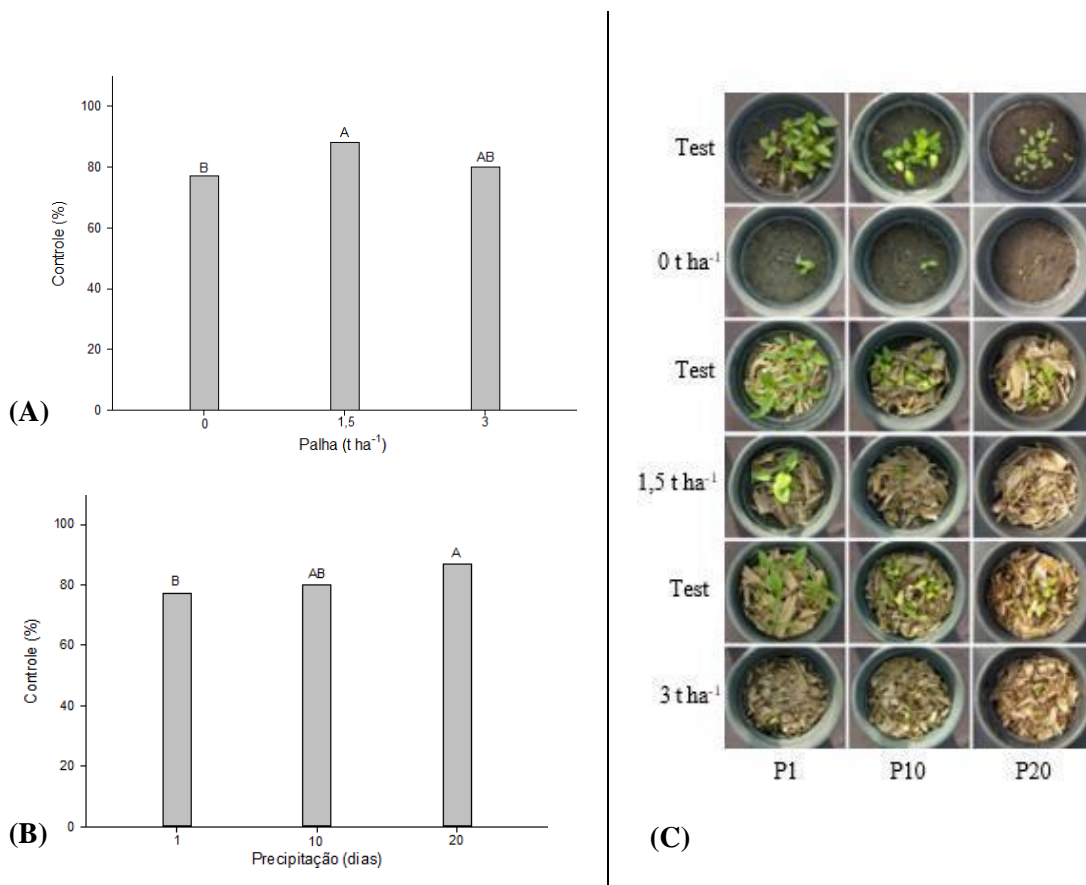 100
80
60
40
20
0
Controle (%)
B
A
AB
0
1,5
3
Palha (t ha⁻¹)
(A)
100
80
60
40
20
0
Controle (%)
B
AB
A
1
10
20
Precipitação (dias)
(B)
Test
0 t ha⁻¹
Test
1,5 t ha⁻¹
Test
3 t ha⁻¹
P1 P10 P20
(C)